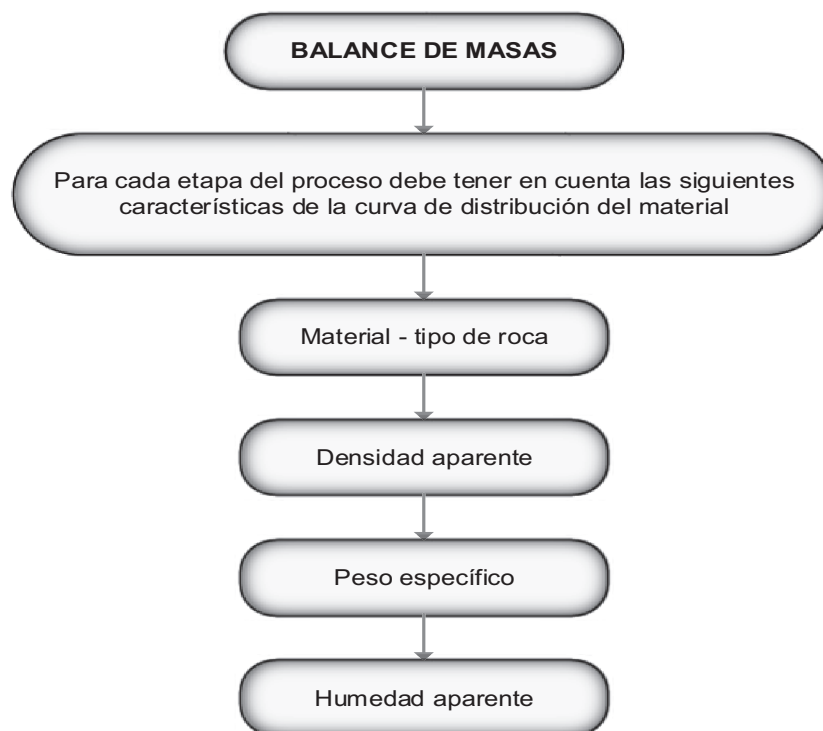 BALANCE DE MASAS
Para cada etapa del proceso debe tener en cuenta las siguientes
características de la curva de distribución del material
Material - tipo de roca
Densidad aparente
Peso específico
Humedad aparente